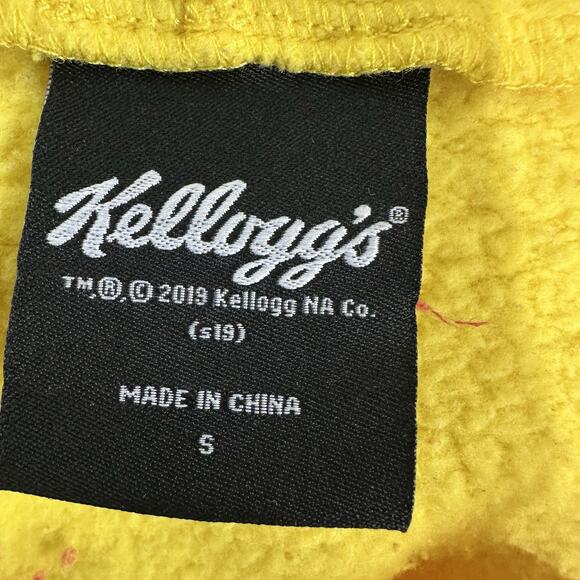 Kellogg's®
™,®,© 2019 Kellogg NA Co.
(s19)
MADE IN CHINA
S